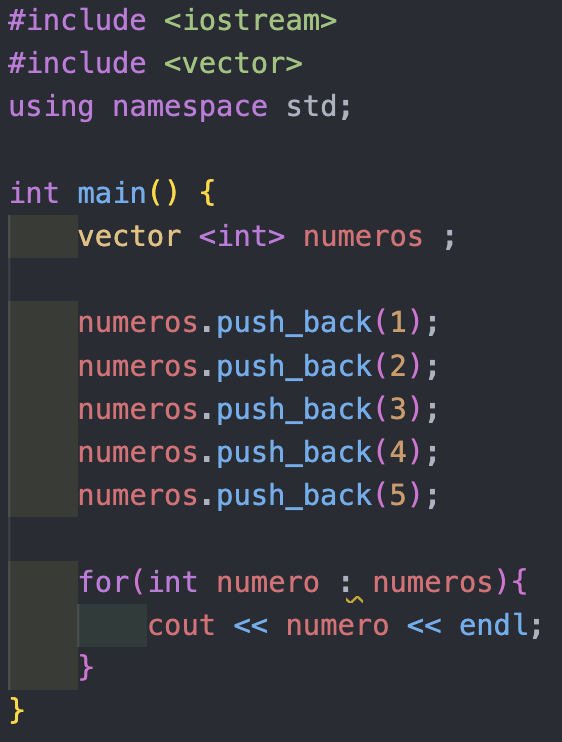 #include <iostream>
#include <vector>
using namespace std;

int main() {
    vector <int> numeros ;

    numeros.push_back(1);
    numeros.push_back(2);
    numeros.push_back(3);
    numeros.push_back(4);
    numeros.push_back(5);

    for(int numero : numeros){
        cout << numero << endl;
    }
}